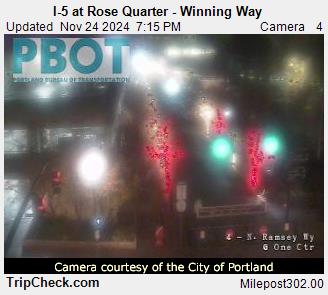 I-5 at Rose Quarter - Winning Way
Updated Nov 24 2024 7:15 PM Camera 4
PBOT
PORTLAND BUREAU OF TRANSPORTATION
4 - N. Ramsey Wy
@ One Ctr
Camera courtesy of the City of Portland
TripCheck.com Milepost302.00